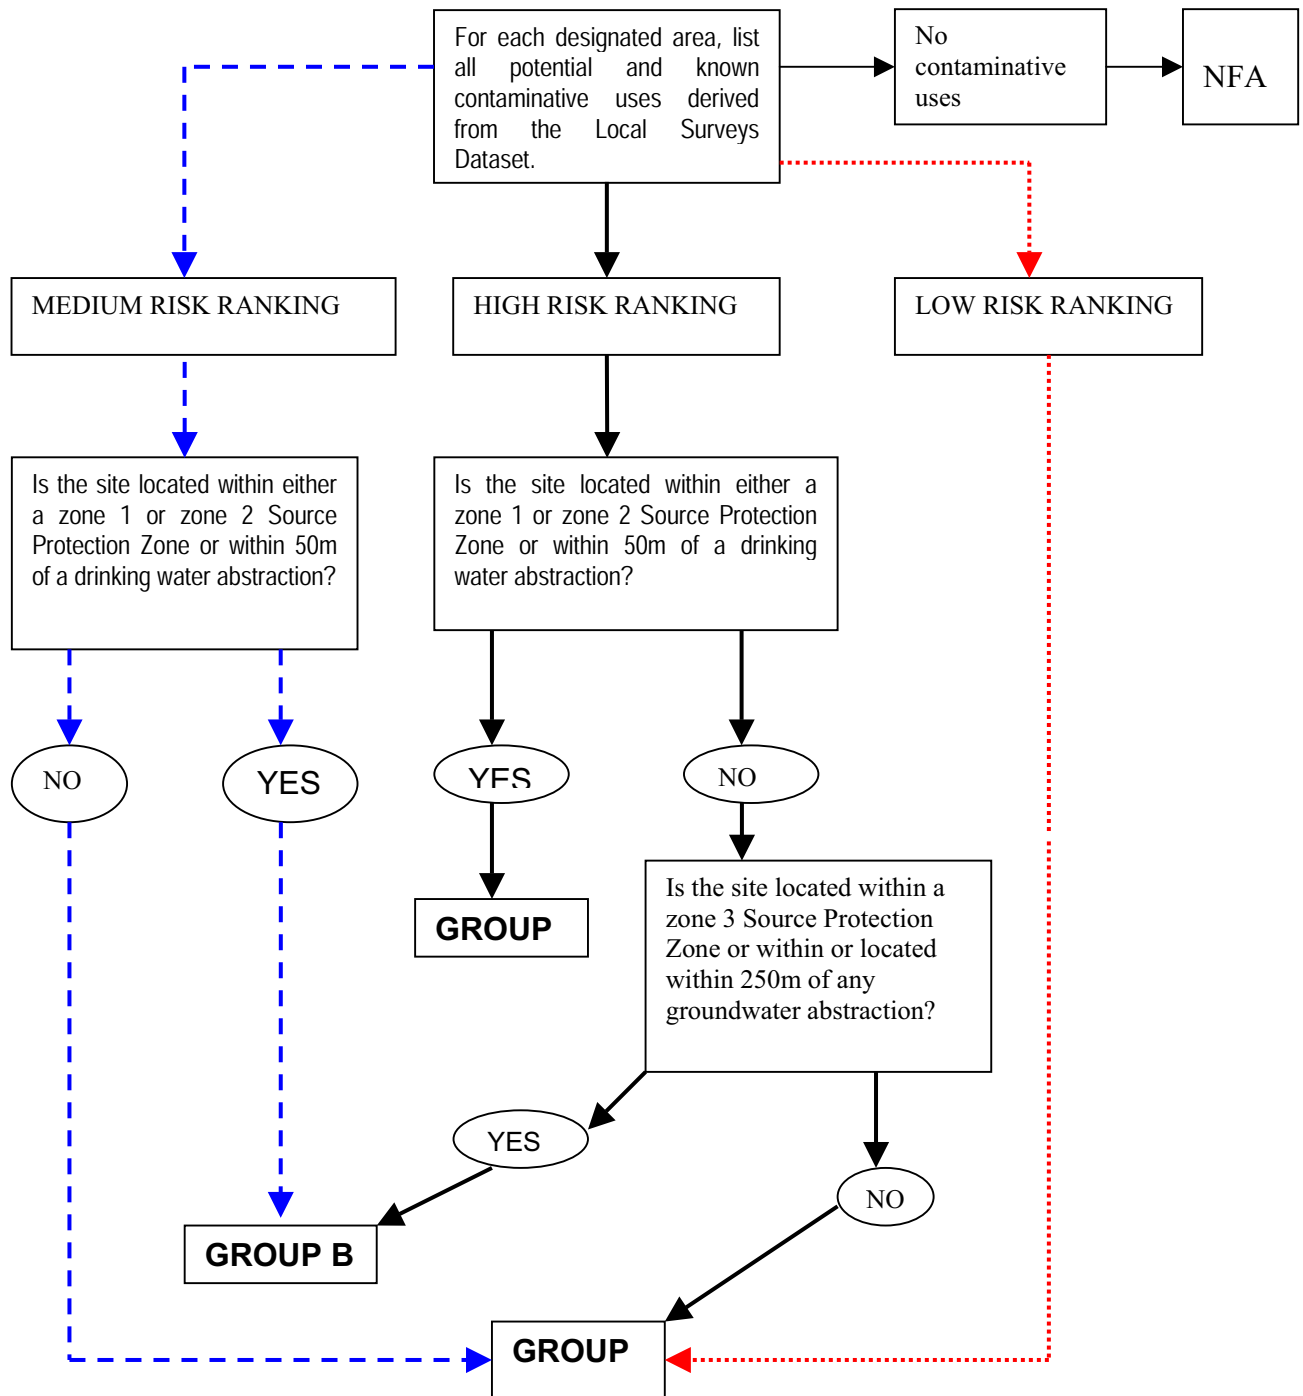 For each designated area, list
all potential and known
contaminative uses derived
from the Local Surveys
Dataset.
No
contaminative
uses
NFA
MEDIUM RISK RANKING
HIGH RISK RANKING
LOW RISK RANKING
Is the site located within either
a zone 1 or zone 2 Source
Protection Zone or within 50m
of a drinking water abstraction?
Is the site located within either a
zone 1 or zone 2 Source Protection
Zone or within 50m of a drinking
water abstraction?
NO
YES
YES
NO
Is the site located within a
zone 3 Source Protection
Zone or within or located
within 250m of any
groundwater abstraction?
GROUP
YES
NO
GROUP B
GROUP